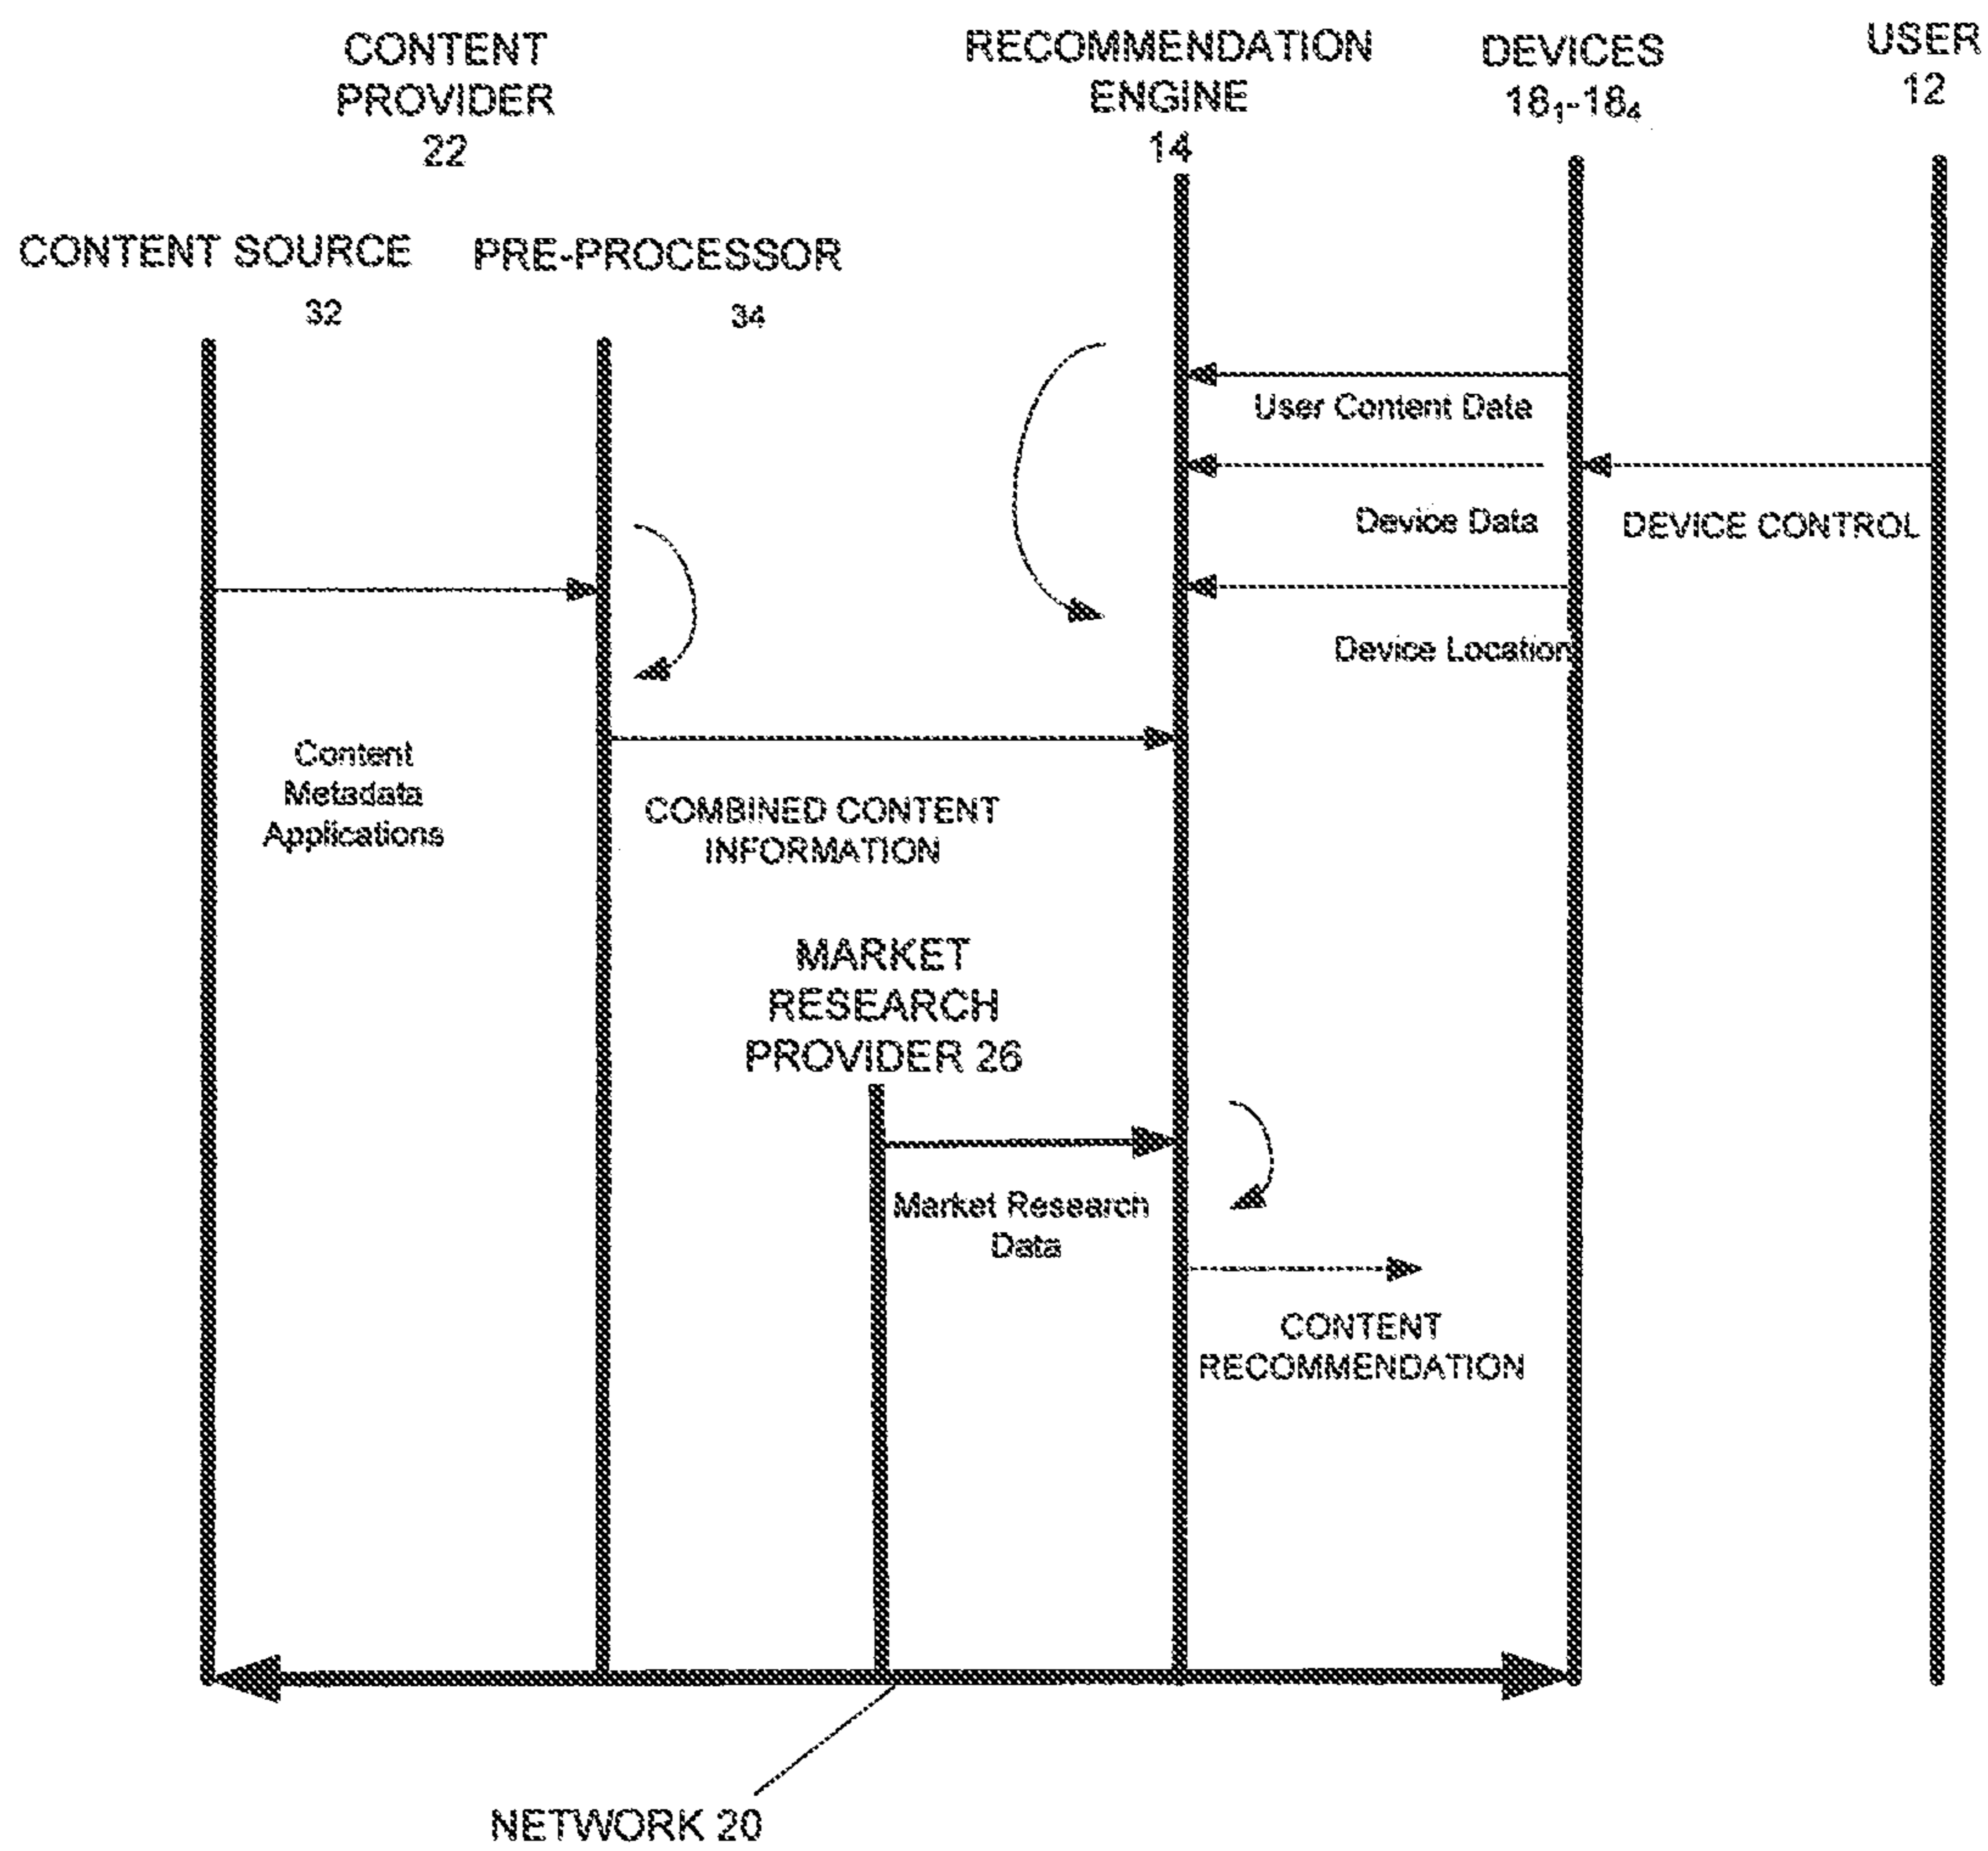 CONTENT
PROVIDER
22
RECOMMENDATION
ENGINE
14
DEVICES
18₁-18₄
USER
12
CONTENT SOURCE
32
PRE-PROCESSOR
34
User Content Data
Device Data
DEVICE CONTROL
Device Location
Content
Metadata
Applications
COMBINED CONTENT
INFORMATION
MARKET
RESEARCH
PROVIDER 26
Market Research
Data
CONTENT
RECOMMENDATION
NETWORK 20